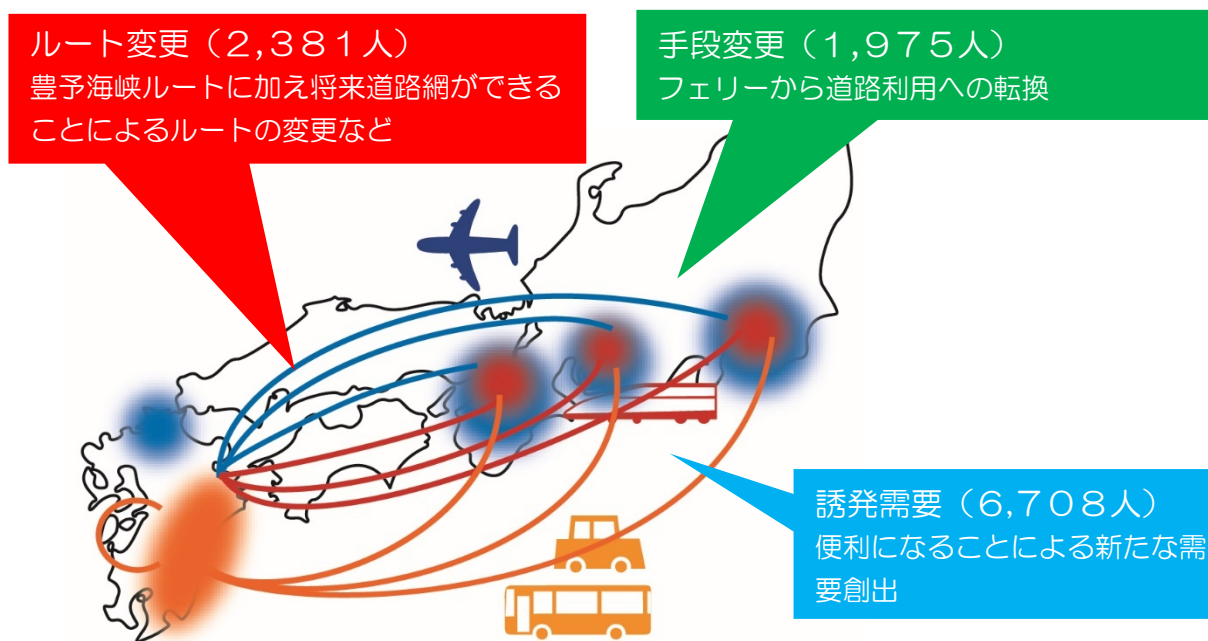 ルート変更（２,３８１人）
豊予海峡ルートに加え将来道路網ができる
ことによるルートの変更など
手段変更（１,９７５人）
フェリーから道路利用への転換
誘発需要（６,７０８人）
便利になることによる新たな需
要創出